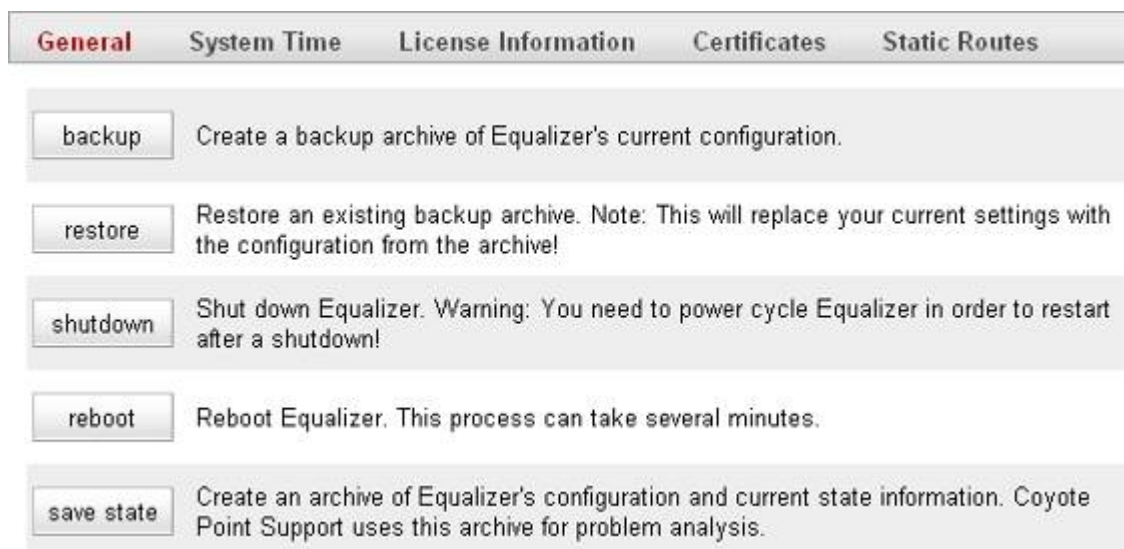 General System Time License Information Certificates Static Routes
backup Create a backup archive of Equalizer's current configuration.
restore Restore an existing backup archive. Note: This will replace your current settings with
the configuration from the archive!
shutdown Shut down Equalizer. Warning: You need to power cycle Equalizer in order to restart
after a shutdown!
reboot Reboot Equalizer. This process can take several minutes.
save state Create an archive of Equalizer's configuration and current state information. Coyote
Point Support uses this archive for problem analysis.